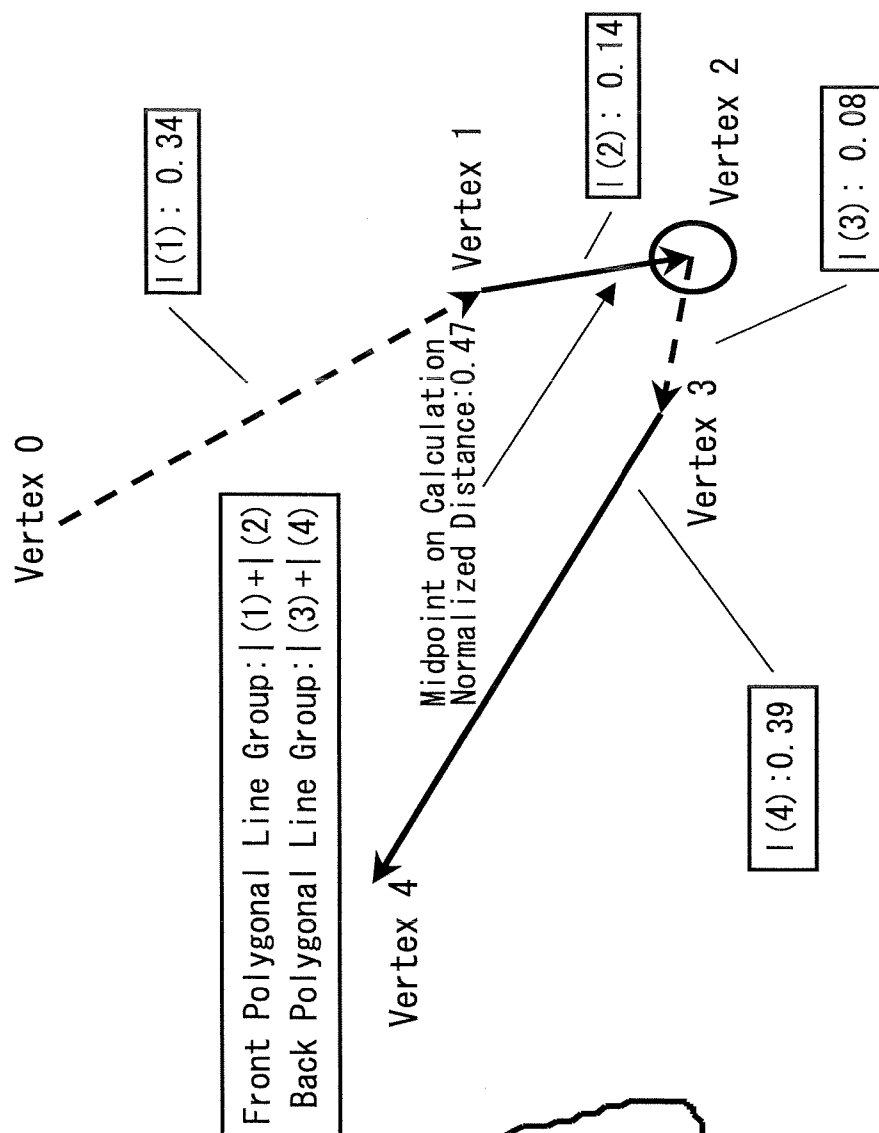 Front Polygonal Line Group:l(1)+l(2)
Back Polygonal Line Group:l(3)+l(4)
Vertex 0
l(1): 0.34
Vertex 1
Midpoint on Calculation
Normalized Distance:0.47
l(2): 0.14
Vertex 2
l(3): 0.08
Vertex 3
l(4):0.39
Vertex 4